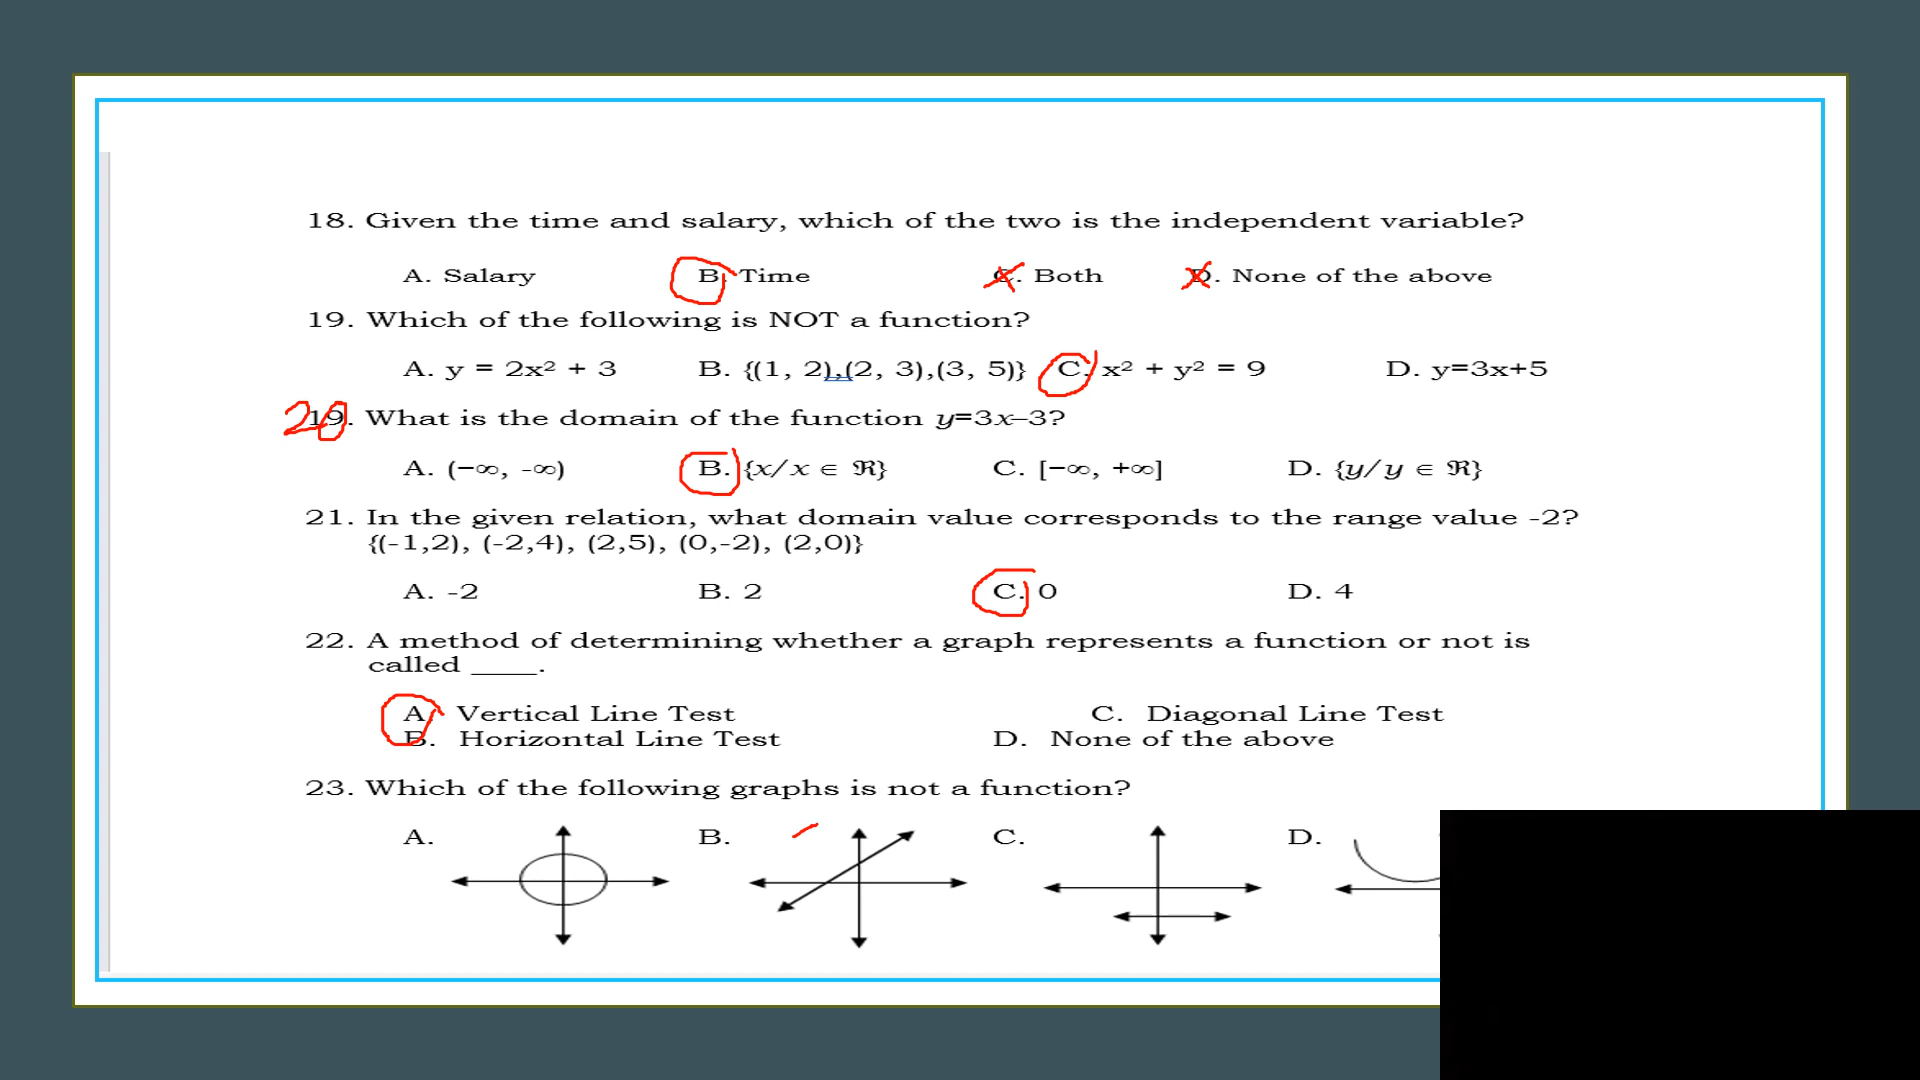 18. Given the time and salary, which of the two is the independent variable?
A. Salary B. Time C. Both D. None of the above
19. Which of the following is NOT a function?
A. y = 2x² + 3 B. {(1, 2),(2, 3),(3, 5)} C. x² + y² = 9 D. y=3x+5
20
19. What is the domain of the function y=3x–3?
A. (−∞, -∞) B. {x/x ∈ ℜ} C. [−∞, +∞] D. {y/y ∈ ℜ}
21. In the given relation, what domain value corresponds to the range value -2?
{(-1,2), (-2,4), (2,5), (0,-2), (2,0)}
A. -2 B. 2 C. 0 D. 4
22. A method of determining whether a graph represents a function or not is
called ____.
A. Vertical Line Test C. Diagonal Line Test
B. Horizontal Line Test D. None of the above
23. Which of the following graphs is not a function?
A. B. C. D.